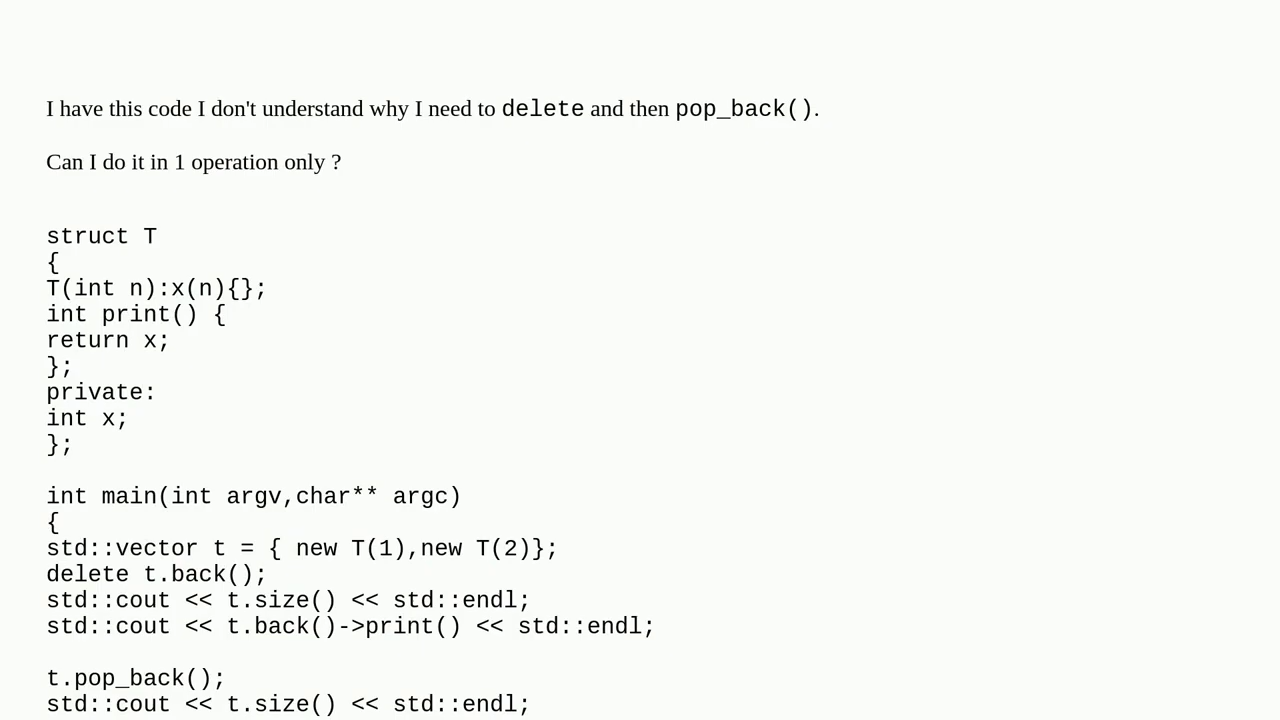 I have this code I don't understand why I need to delete and then pop_back().
Can I do it in 1 operation only ?
struct T
{
T(int n):x(n){};
int print() {
return x;
};
private:
int x;
};
int main(int argv,char** argc)
{
std::vector t = { new T(1),new T(2)};
delete t.back();
std::cout << t.size() << std::endl;
std::cout << t.back()->print() << std::endl;
t.pop_back();
std::cout << t.size() << std::endl;